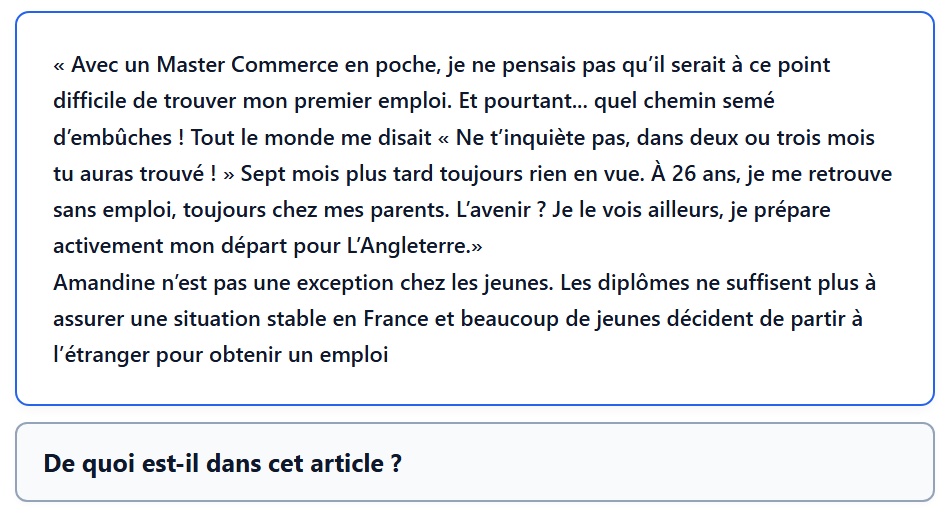 « Avec un Master Commerce en poche, je ne pensais pas qu’il serait à ce point
difficile de trouver mon premier emploi. Et pourtant... quel chemin semé
d’embûches ! Tout le monde me disait « Ne t’inquiète pas, dans deux ou trois mois
tu auras trouvé ! » Sept mois plus tard toujours rien en vue. À 26 ans, je me retrouve
sans emploi, toujours chez mes parents. L’avenir ? Je le vois ailleurs, je prépare
activement mon départ pour L’Angleterre.»
Amandine n’est pas une exception chez les jeunes. Les diplômes ne suffisent plus à
assurer une situation stable en France et beaucoup de jeunes décident de partir à
l’étranger pour obtenir un emploi
De quoi est-il dans cet article ?